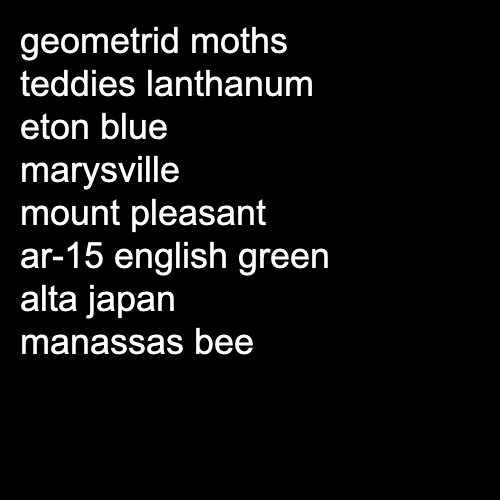 geometrid moths
teddies lanthanum
eton blue
marysville
mount pleasant
ar-15 english green
alta japan
manassas bee